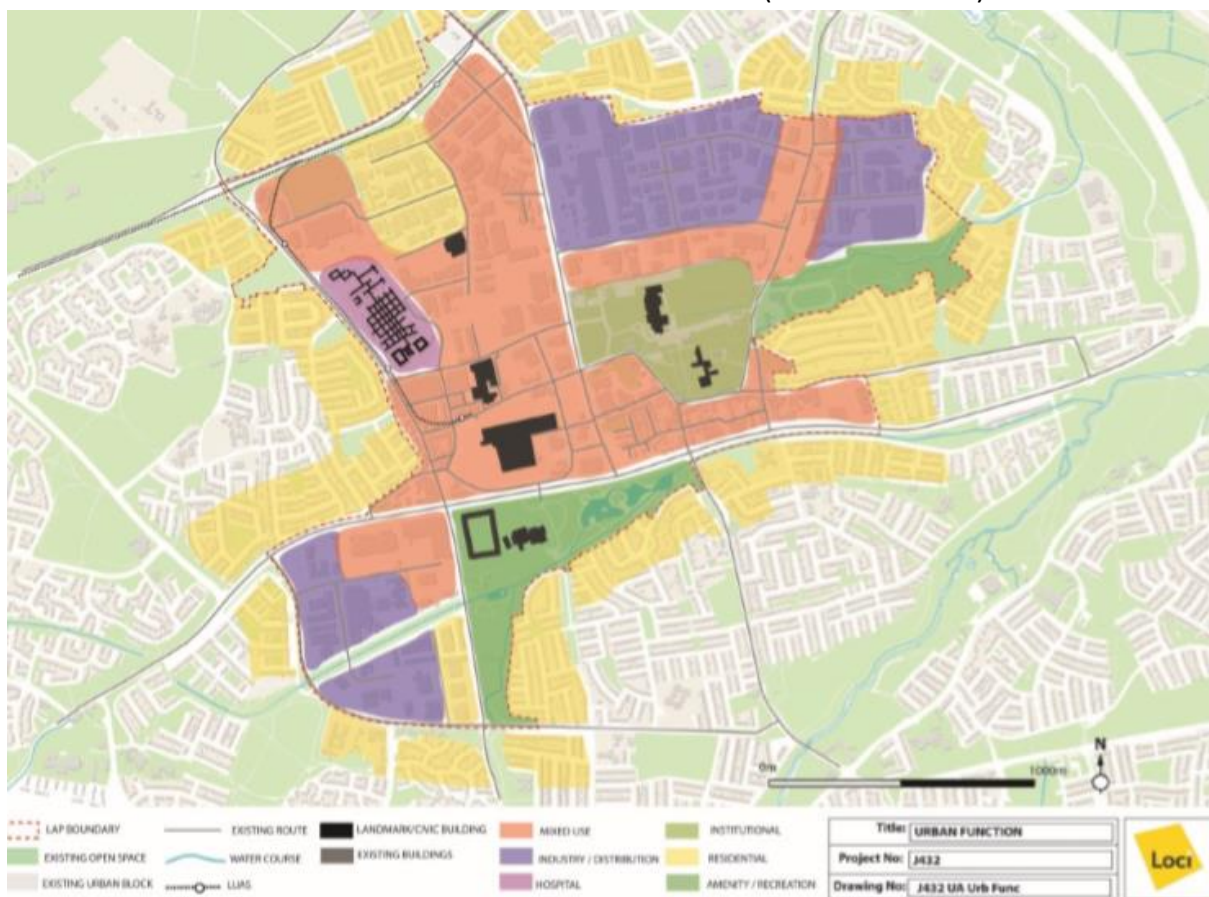 0m
1000m
N
LAP BOUNDARY
EXISTING ROUTE
LANDMARK/CIVIC BUILDING
MIXED USE
INSTITUTIONAL
EXISTING OPEN SPACE
WATER COURSE
EXISTING BUILDINGS
INDUSTRY / DISTRIBUTION
RESIDENTIAL
EXISTING URBAN BLOCK
LUAS
HOSPITAL
AMENITY / RECREATION
Title: URBAN FUNCTION
Project No: J432
Drawing No: J432 UA Urb Func
Loci